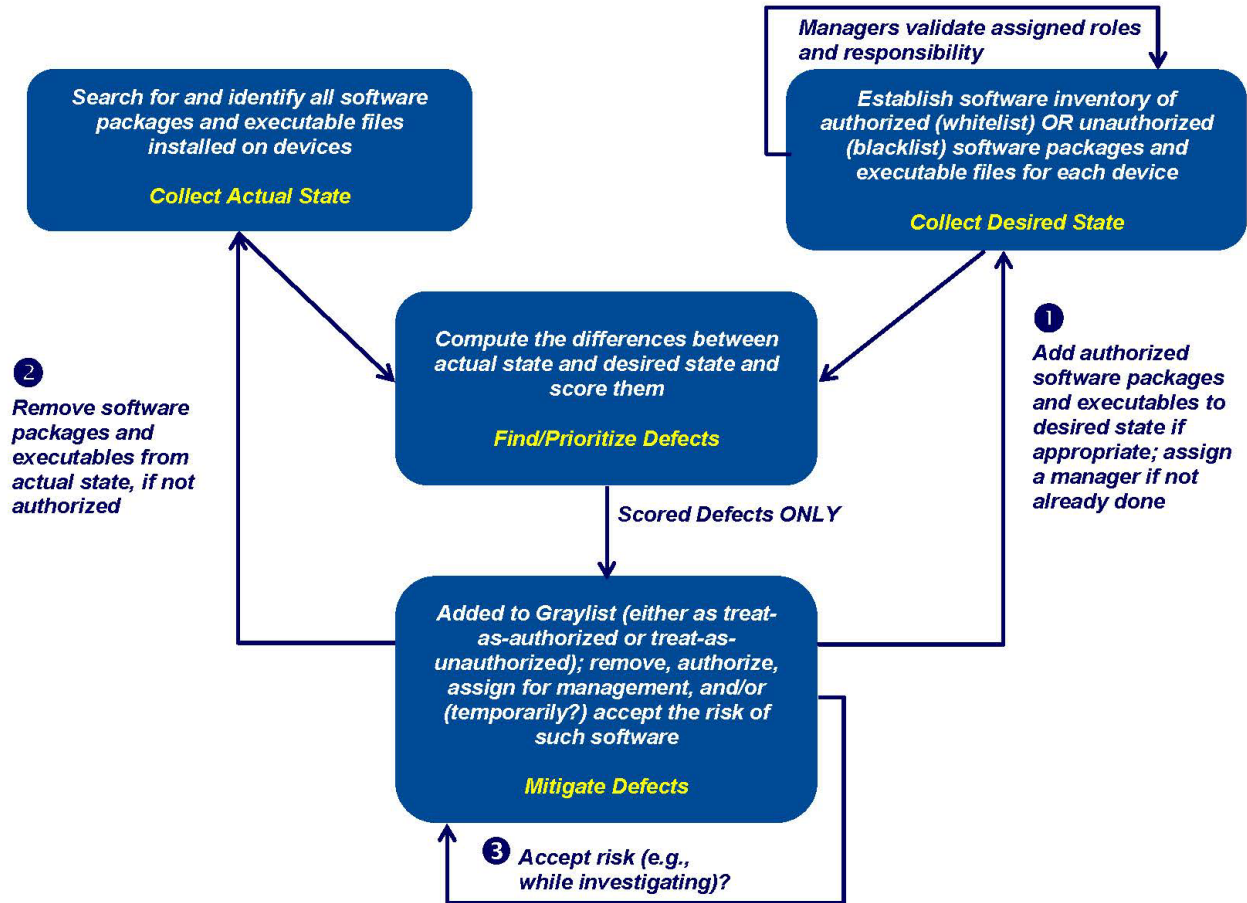 Managers validate assigned roles
and responsibility
Search for and identify all software
packages and executable files
installed on devices
Collect Actual State
Establish software inventory of
authorized (whitelist) OR unauthorized
(blacklist) software packages and
executable files for each device
Collect Desired State
Compute the differences between
actual state and desired state and
score them
Find/Prioritize Defects
1
Add authorized
software packages
and executables to
desired state if
appropriate; assign
a manager if not
already done
2
Remove software
packages and
executables from
actual state, if not
authorized
Scored Defects ONLY
Added to Graylist (either as treat-
as-authorized or treat-as-
unauthorized); remove, authorize,
assign for management, and/or
(temporarily?) accept the risk of
such software
Mitigate Defects
3 Accept risk (e.g.,
while investigating)?